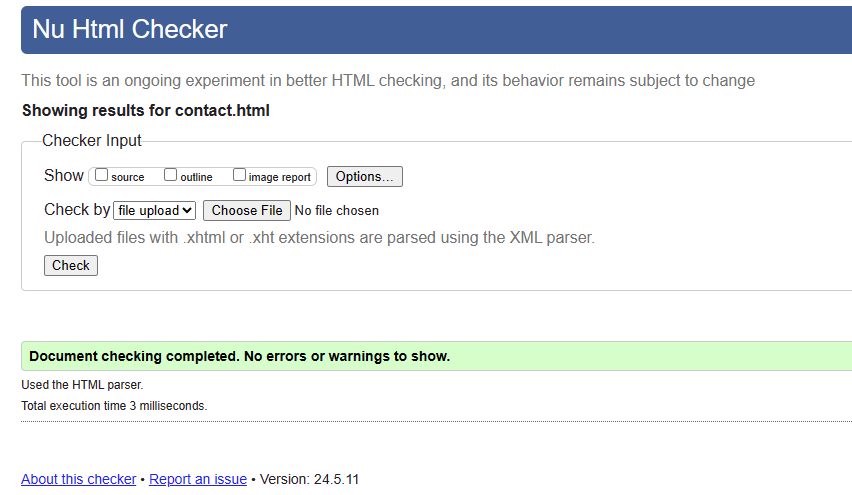 Nu Html Checker
This tool is an ongoing experiment in better HTML checking, and its behavior remains subject to change
Showing results for contact.html
Checker Input
Show source outline image report Options...
Check by file upload Choose File No file chosen
Uploaded files with .xhtml or .xht extensions are parsed using the XML parser.
Check
Document checking completed. No errors or warnings to show.
Used the HTML parser.
Total execution time 3 milliseconds.
About this checker • Report an issue • Version: 24.5.11